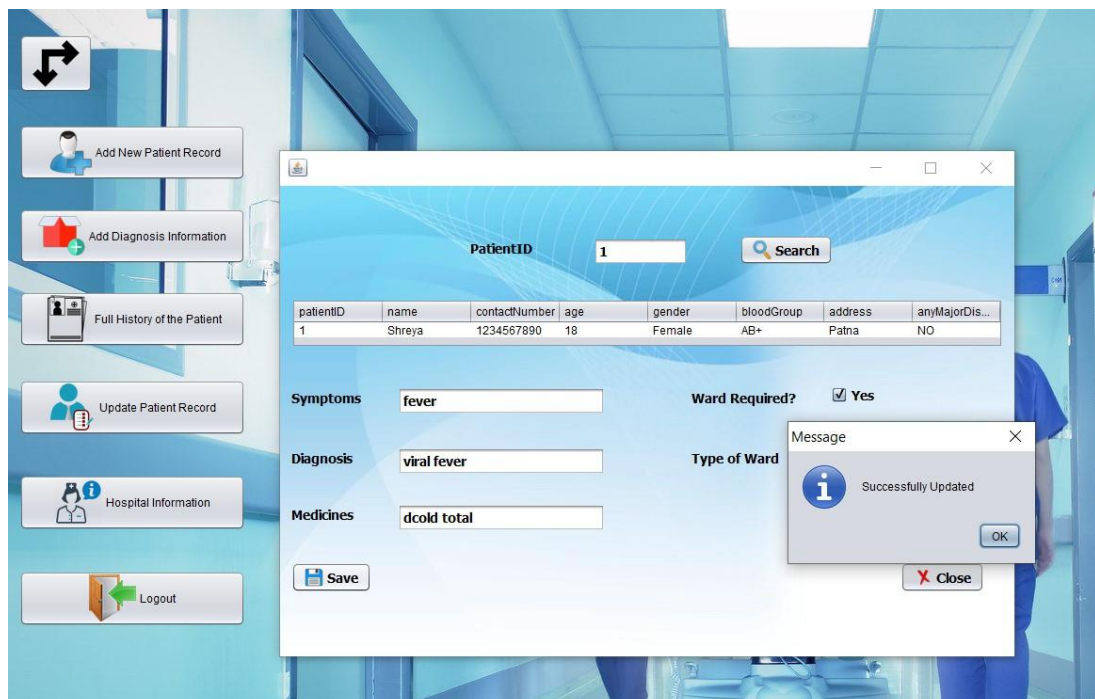 Add New Patient Record
Add Diagnosis Information
Full History of the Patient
Update Patient Record
Hospital Information
Logout
PatientID 1 Search
patientID name contactNumber age gender bloodGroup address anyMajorDis...
1 Shreya 1234567890 18 Female AB+ Patna NO
Symptoms fever Ward Required? Yes
Diagnosis viral fever Type of Ward
Medicines dcold total
Save Close
Message
Successfully Updated
OK